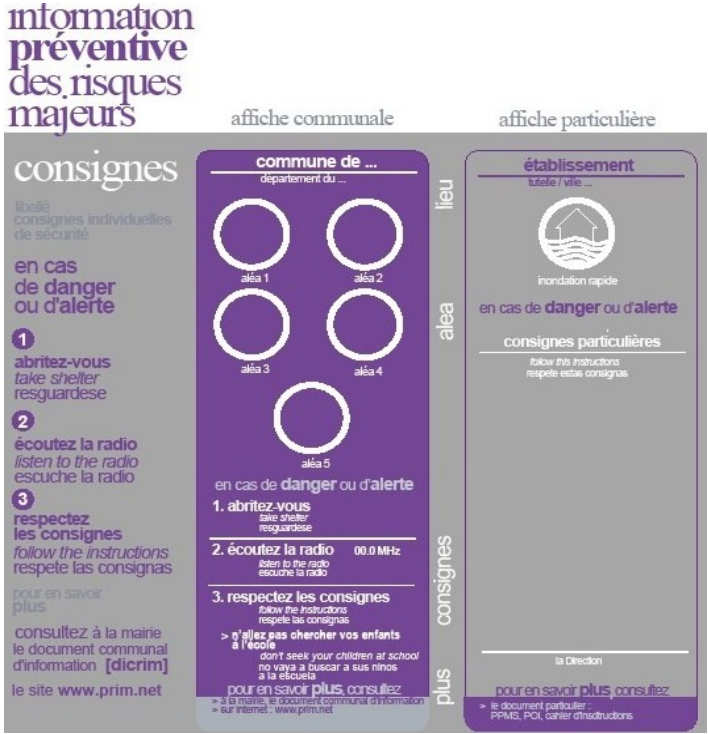 information
préventive
des risques
majeurs
affiche communale
affiche particulière
consignes
libellé
consignes individuelles
de sécurité
en cas
de danger
ou d'alerte
1
abritez-vous
take shelter
resguardese
2
écoutez la radio
listen to the radio
escuche la radio
3
respectez
les consignes
follow the instructions
respete las consignas
pour en savoir
plus
consultez à la mairie
le document communal
d'information [dicrim]
le site www.prim.net
commune de ...
département du ...
aléa 1
aléa 2
aléa 3
aléa 4
aléa 5
en cas de danger ou d'alerte
1. abritez-vous
take shelter
resguardese
2. écoutez la radio 00.0 MHz
listen to the radio
escuche la radio
3. respectez les consignes
follow the instructions
respete las consignas
> n'allez pas chercher vos enfants
à l'école
don't seek your children at school
no vaya a buscar a sus ninos
a la escuela
pour en savoir plus, consultez
> à la mairie, le document communal d'information
> sur internet : www.prim.net
lieu
alea
consignes
plus
établissement
tutelle / ville ...
inondation rapide
en cas de danger ou d'alerte
consignes particulières
follow this instructions
respete estas consignas
la Direction
pour en savoir plus, consultez
> le document particulier :
PPMS, POI, cahier d'insdtructions